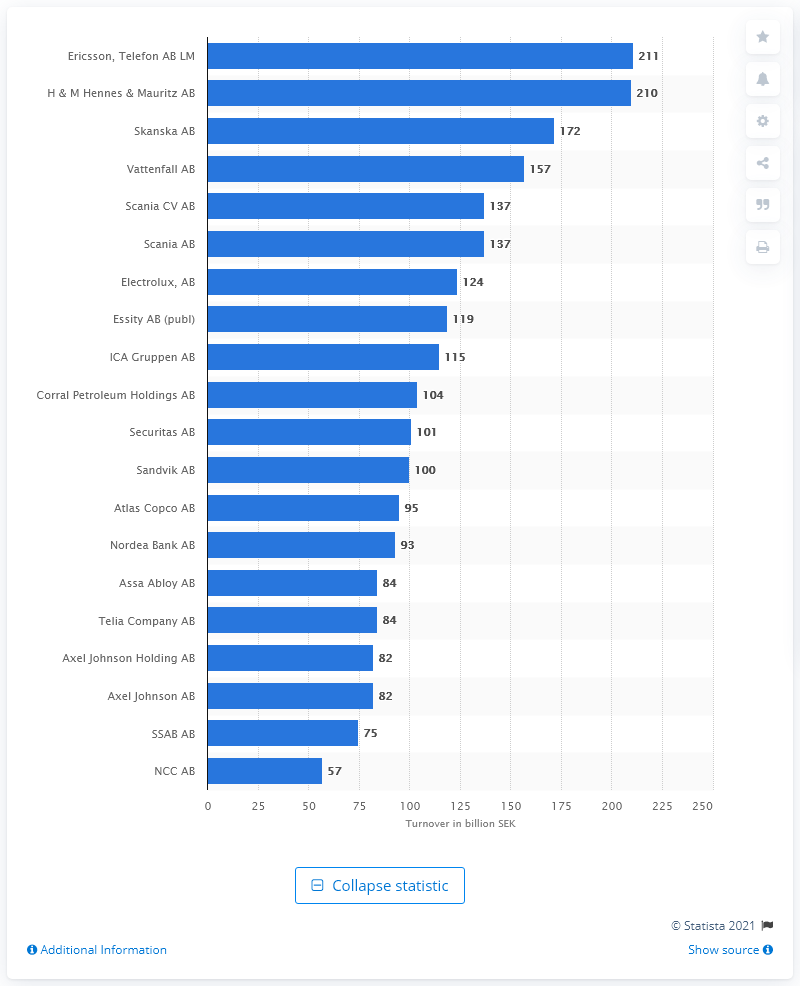 Ericsson, Telefon AB LM 211
H & M Hennes & Mauritz AB 210
Skanska AB 172
Vattenfall AB 157
Scania CV AB 137
Scania AB 137
Electrolux, AB 124
Essity AB (publ) 119
ICA Gruppen AB 115
Corral Petroleum Holdings AB 104
Securitas AB 101
Sandvik AB 100
Atlas Copco AB 95
Nordea Bank AB 93
Assa Abloy AB 84
Telia Company AB 84
Axel Johnson Holding AB 82
Axel Johnson AB 82
SSAB AB 75
NCC AB 57
0 25 50 75 100 125 150 175 200 225 250
Turnover in billion SEK
Collapse statistic
© Statista 2021
Additional Information Show source